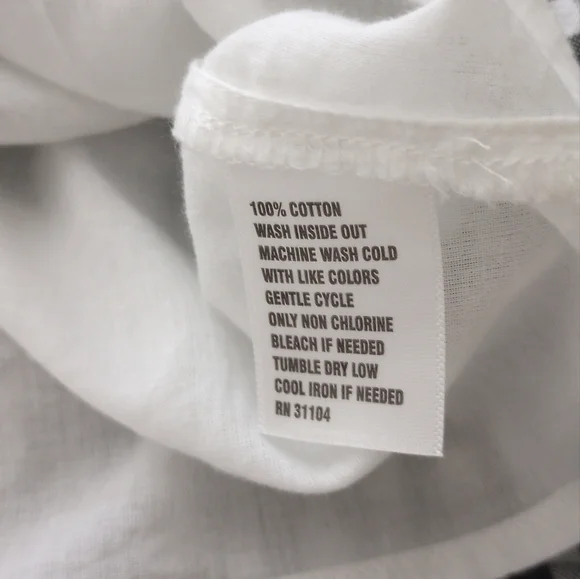 100% COTTON
WASH INSIDE OUT
MACHINE WASH COLD
WITH LIKE COLORS
GENTLE CYCLE
ONLY NON CHLORINE
BLEACH IF NEEDED
TUMBLE DRY LOW
COOL IRON IF NEEDED
RN 31104